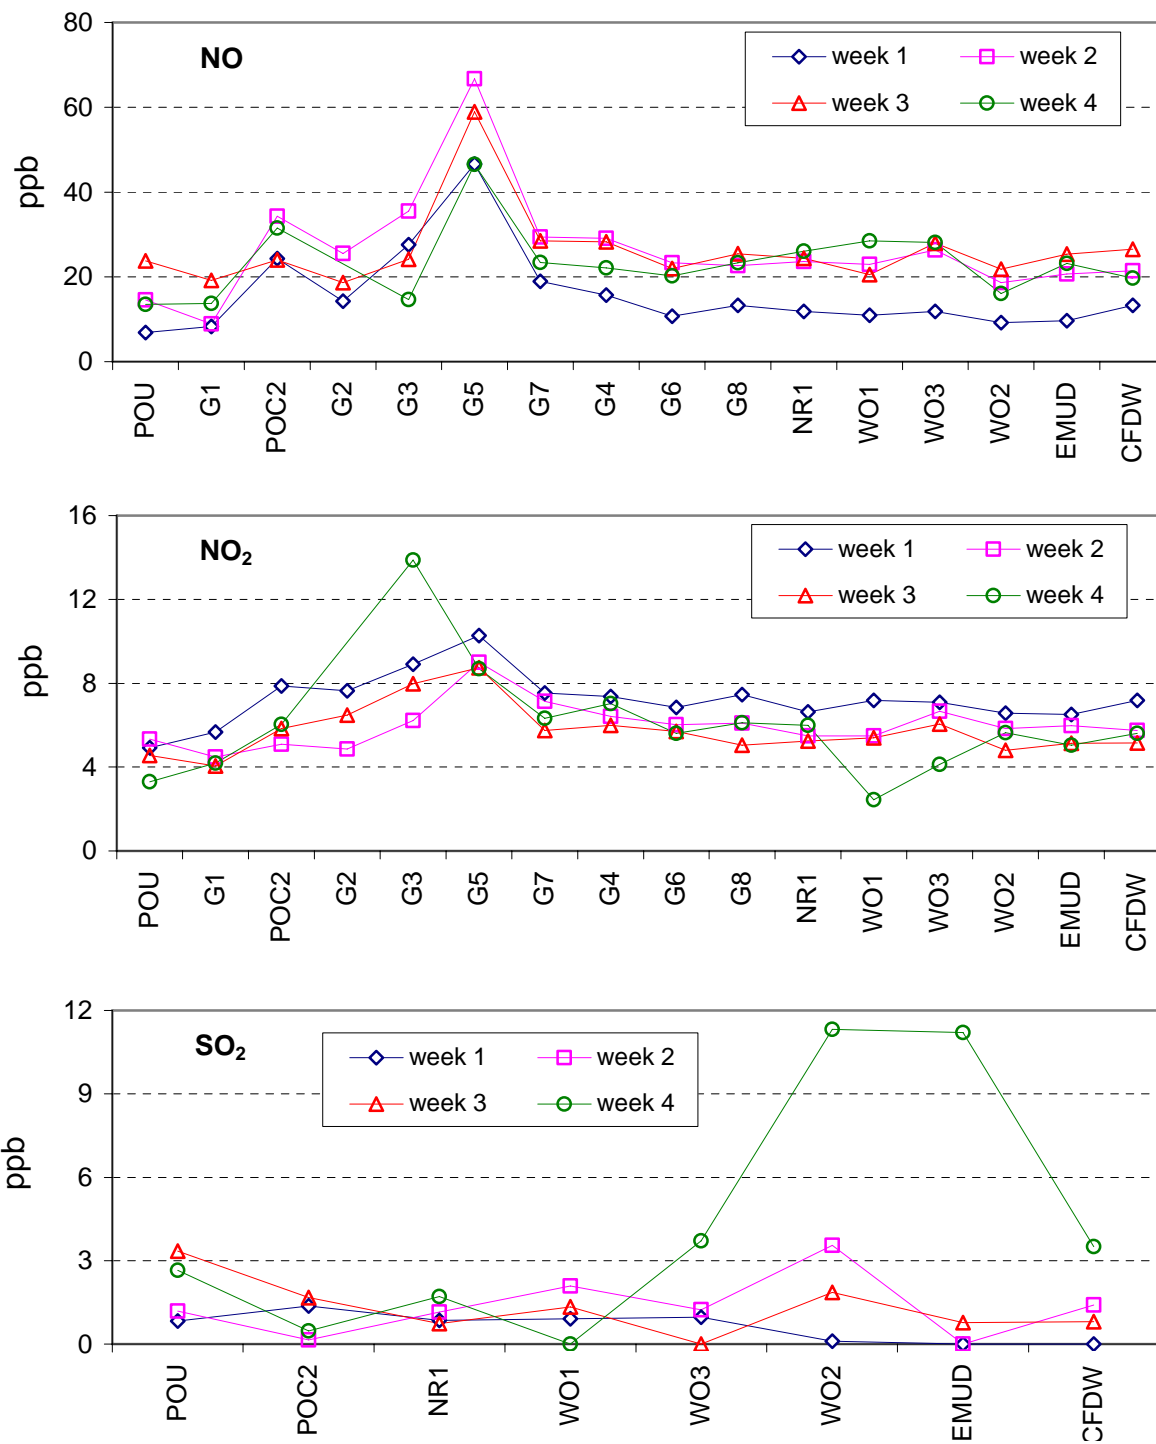 80
60
40
20
0
ppb
NO
week 1
week 2
week 3
week 4
POU
G1
POC2
G2
G3
G5
G7
G4
G6
G8
NR1
WO1
WO3
WO2
EMUD
CFDW
16
12
8
4
0
ppb
NO₂
week 1
week 2
week 3
week 4
POU
G1
POC2
G2
G3
G5
G7
G4
G6
G8
NR1
WO1
WO3
WO2
EMUD
CFDW
12
9
6
3
0
ppb
SO₂
week 1
week 2
week 3
week 4
POU
POC2
NR1
WO1
WO3
WO2
EMUD
CFDW